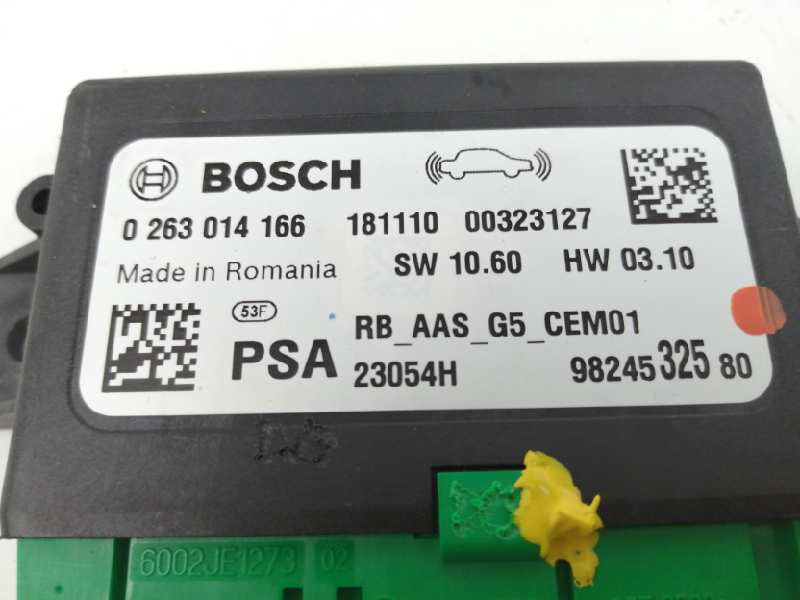 BOSCH
0 263 014 166 181110 00323127
Made in Romania SW 10.60 HW 03.10
53F
PSA RB_AAS_G5_CEM01
23054H 98245 325 80
6002JE1273 02